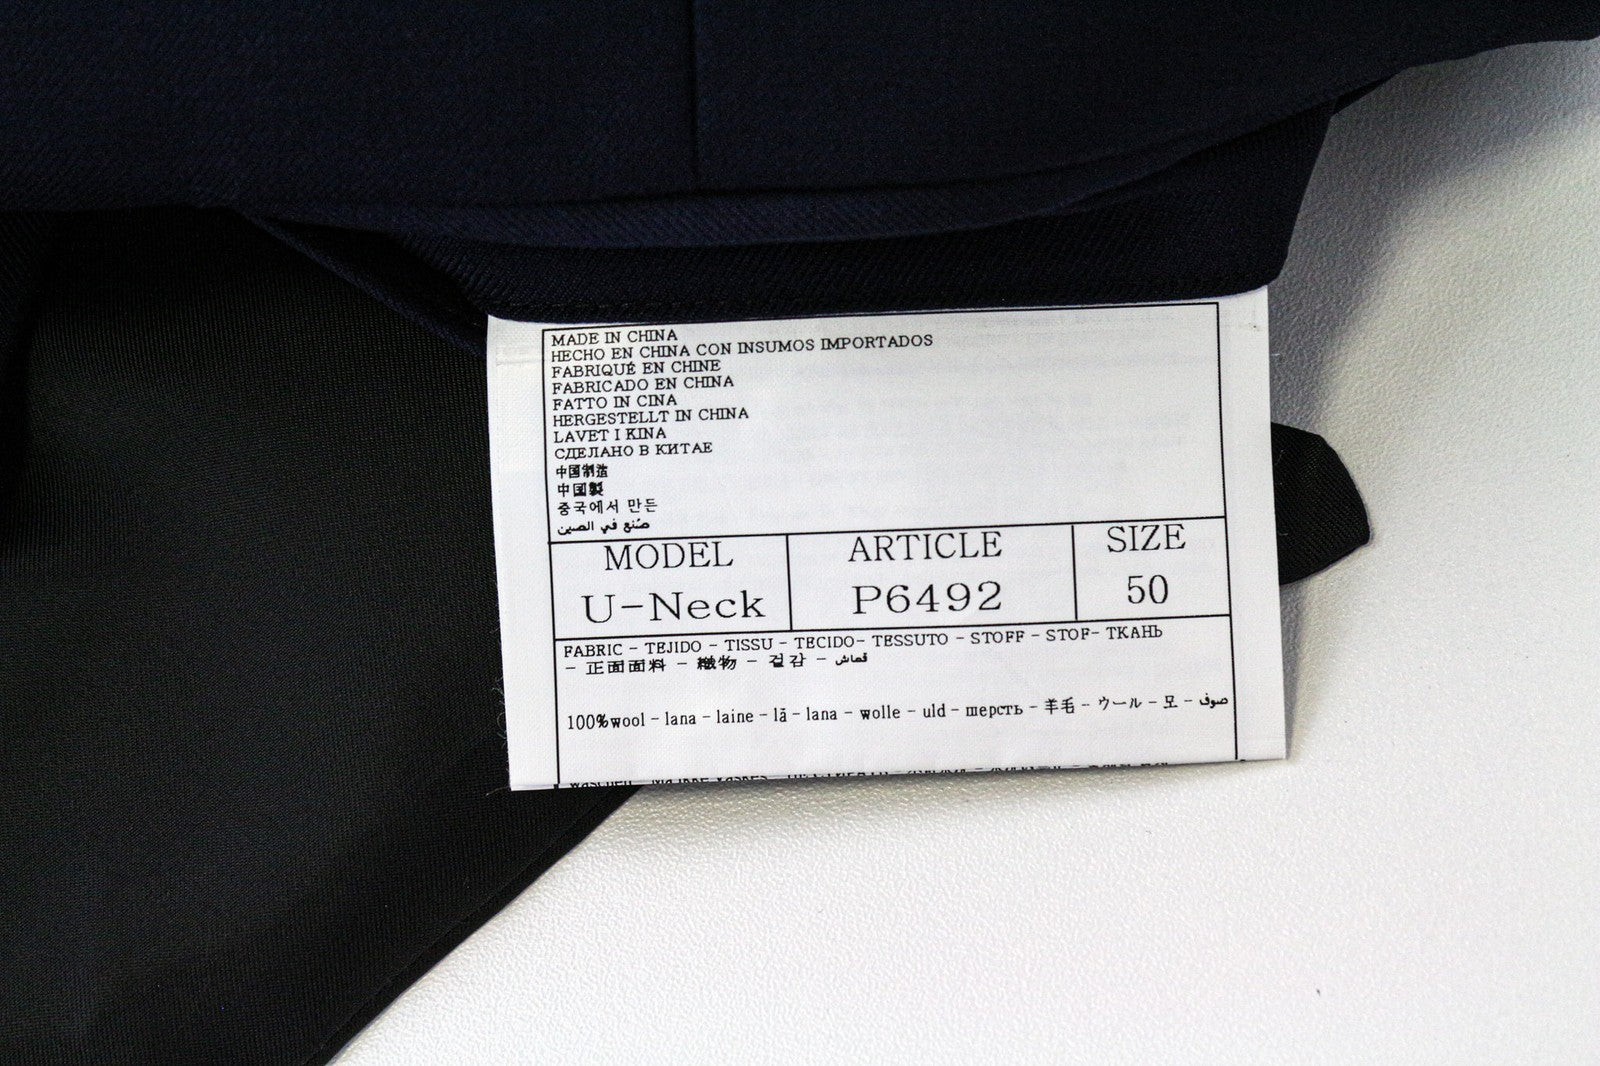 MADE IN CHINA
HECHO EN CHINA CON INSUMOS IMPORTADOS
FABRIQUÉ EN CHINE
FABRICADO EN CHINA
FATTO IN CINA
HERGESTELLT IN CHINA
LAVET I KINA
СДЕЛАНО В КИТАЕ
中国制造
中國製
중국에서 만든
صُنع في الصين
MODEL ARTICLE SIZE
U-Neck P6492 50
FABRIC - TEJIDO - TISSU - TECIDO- TESSUTO - STOFF - STOF- ТКАНЬ
- 正面面料 - 織物 - 겉감 - قماش
100%wool - lana - laine - lã - lana - wolle - uld - шерсть - 羊毛 - ウール - 모 - صوف